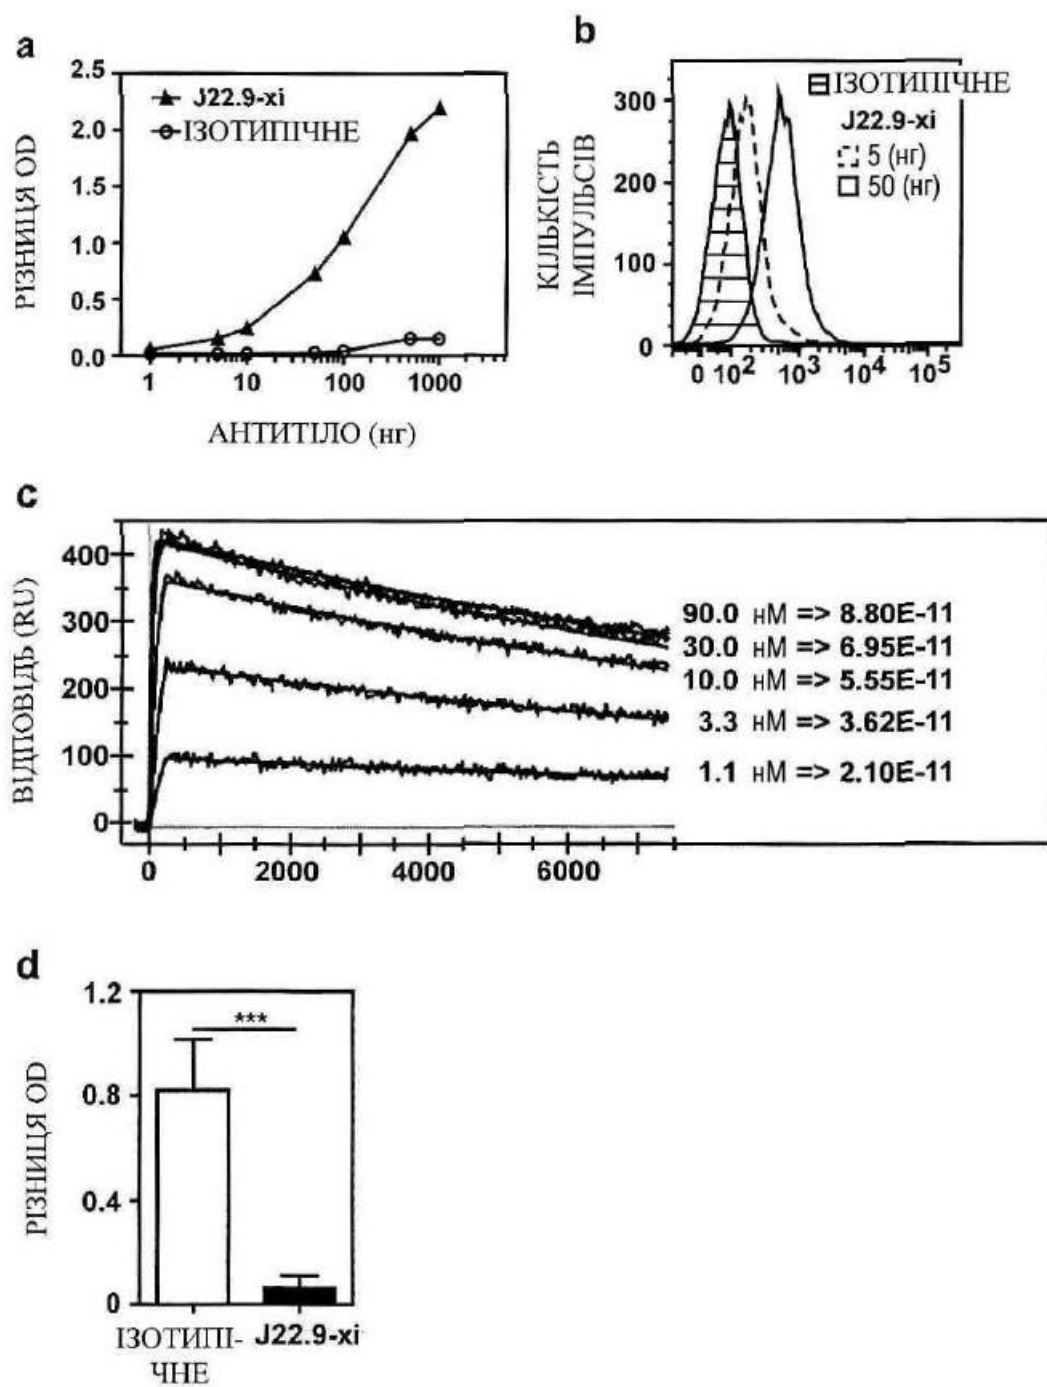 a
2.5
2.0
1.5
1.0
0.5
0.0
РІЗНИЦЯ OD
J22.9-xi
ІЗОТИПІЧНЕ
1 10 100 1000
АНТИТІЛО (нг)
b
300
200
100
0
КІЛЬКІСТЬ
ІМПУЛЬСІВ
ІЗОТИПІЧНЕ
J22.9-xi
5 (нг)
50 (нг)
0 10² 10³ 10⁴ 10⁵
c
400
300
200
100
0
ВІДПОВІДЬ (RU)
90.0 нМ => 8.80E-11
30.0 нМ => 6.95E-11
10.0 нМ => 5.55E-11
3.3 нМ => 3.62E-11
1.1 нМ => 2.10E-11
0 2000 4000 6000
d
1.2
0.8
0.4
0
РІЗНИЦЯ OD
***
ІЗОТИПІ- J22.9-xi
ЧНЕ